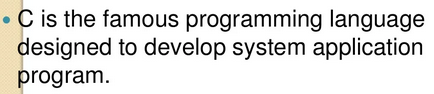 • C is the famous programming language
designed to develop system application
program.